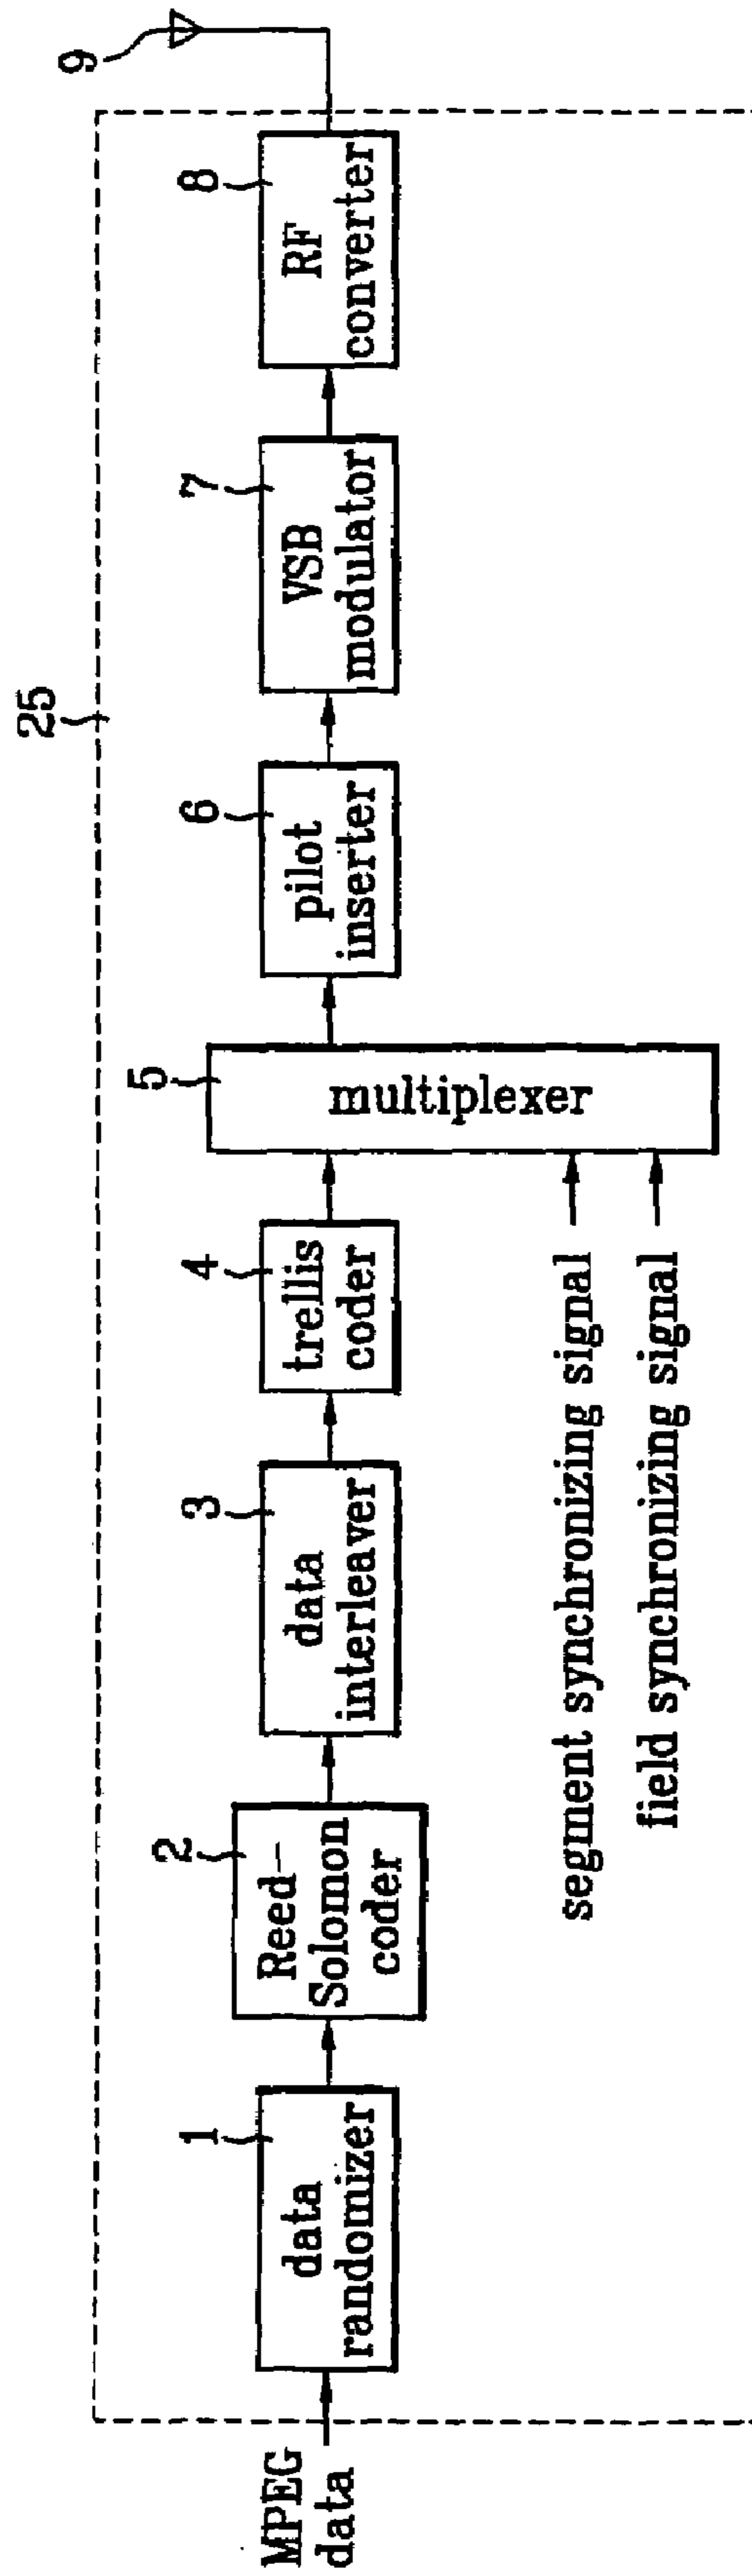 25
MPEG
data
1
data
randomizer
2
Reed-
Solomon
coder
3
data
interleaver
4
trellis
coder
5
multiplexer
segment synchronizing signal
field synchronizing signal
6
pilot
inserter
7
VSB
modulator
8
RF
converter
9